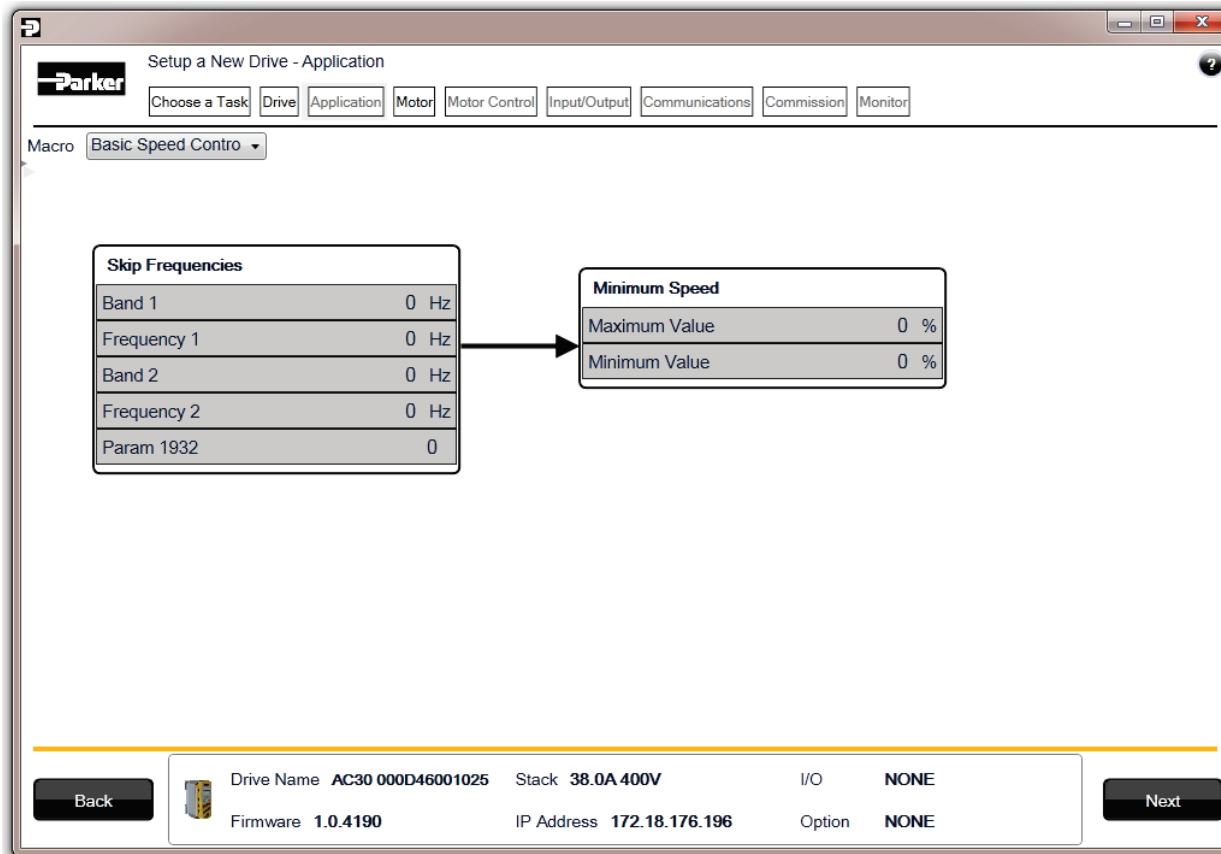 Setup a New Drive - Application
?
Parker
Choose a Task Drive Application Motor Motor Control Input/Output Communications Commission Monitor
Macro Basic Speed Contro
Skip Frequencies
Band 1 0 Hz
Frequency 1 0 Hz
Band 2 0 Hz
Frequency 2 0 Hz
Param 1932 0
Minimum Speed
Maximum Value 0 %
Minimum Value 0 %
Back
Drive Name AC30 000D46001025 Stack 38.0A 400V I/O NONE
Firmware 1.0.4190 IP Address 172.18.176.196 Option NONE
Next